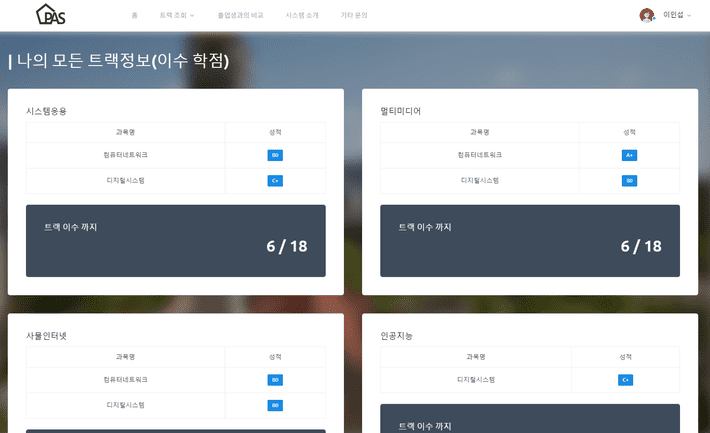 PAS
홈 트랙 조회 졸업생과의 비교 시스템 소개 기타 문의 이인섭
| 나의 모든 트랙정보(이수 학점)
시스템응용
과목명 성적
컴퓨터네트워크 B0
디지털시스템 C+
트랙 이수 까지
6 / 18
멀티미디어
과목명 성적
컴퓨터네트워크 A+
디지털시스템 B0
트랙 이수 까지
6 / 18
사물인터넷
과목명 성적
컴퓨터네트워크 B0
디지털시스템 B0
인공지능
과목명 성적
디지털시스템 C+
트랙 이수 까지